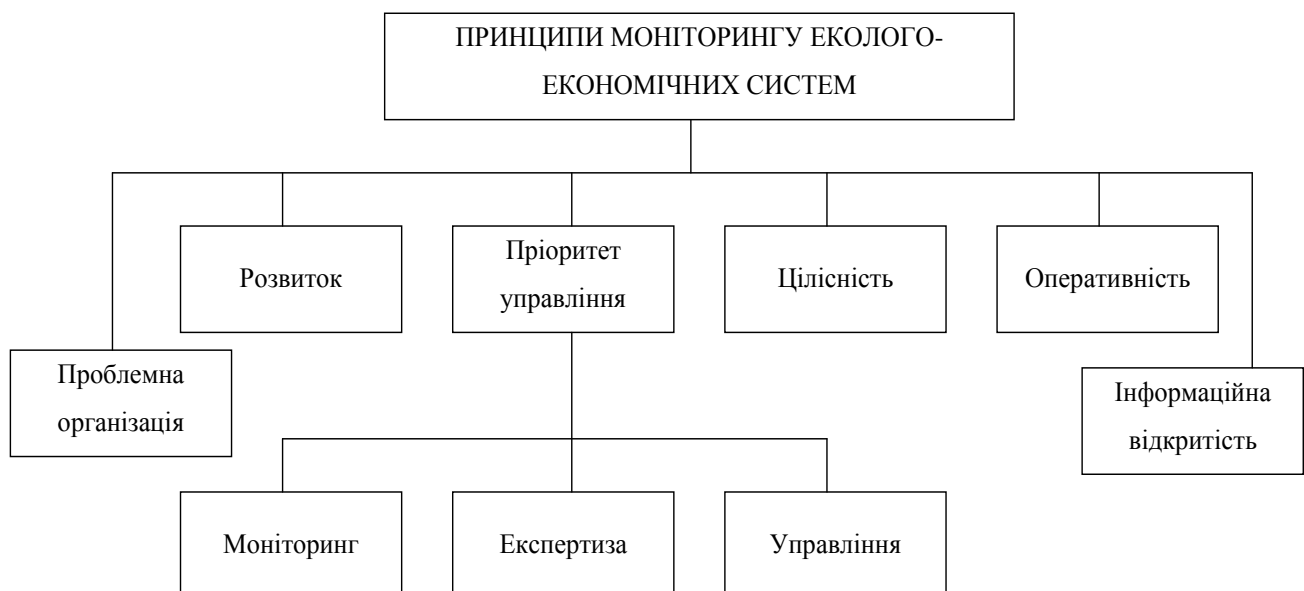 ПРИНЦИПИ МОНІТОРИНГУ ЕКОЛОГО-
ЕКОНОМІЧНИХ СИСТЕМ
Розвиток
Пріоритет
управління
Цілісність
Оперативність
Проблемна
організація
Інформаційна
відкритість
Моніторинг
Експертиза
Управління